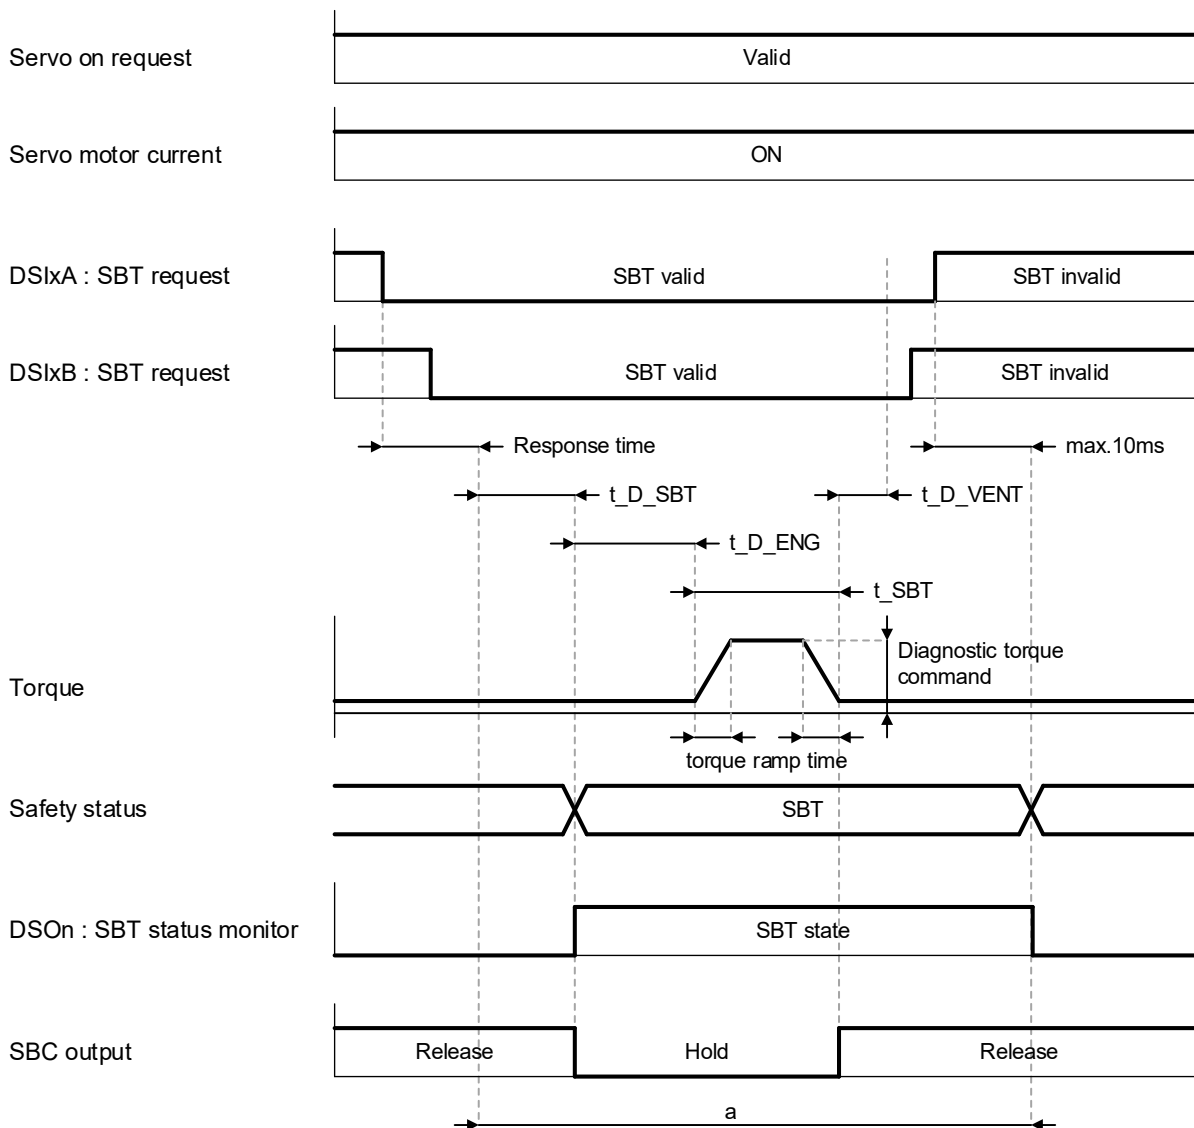 Servo on request
Valid
Servo motor current
ON
DSIxA : SBT request
SBT valid
SBT invalid
DSIxB : SBT request
SBT valid
SBT invalid
Response time
max.10ms
t_D_SBT
t_D_VENT
t_D_ENG
t_SBT
Torque
Diagnostic torque
command
torque ramp time
Safety status
SBT
DSOn : SBT status monitor
SBT state
SBC output
Release
Hold
Release
a